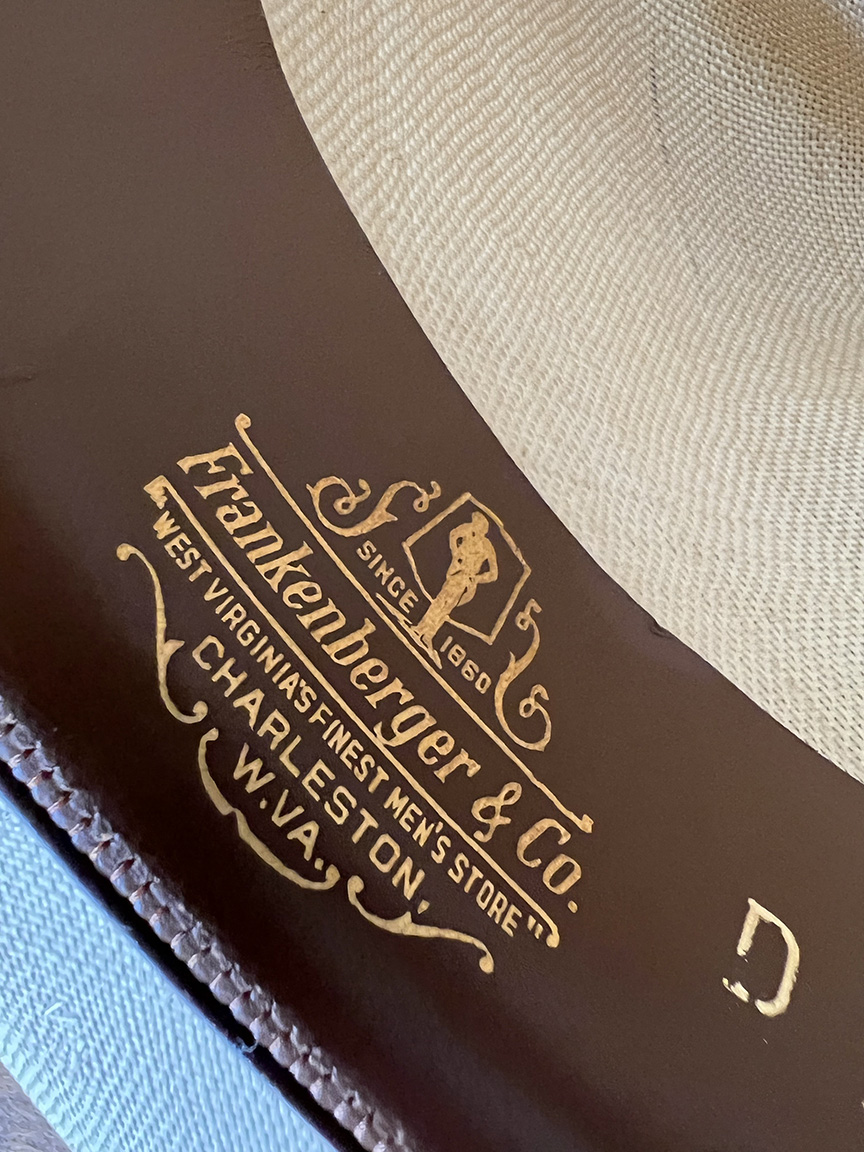 SINCE 1860
Frankenberger & Co.
"WEST VIRGINIA'S FINEST MEN'S STORE"
CHARLESTON,
W.VA.
D